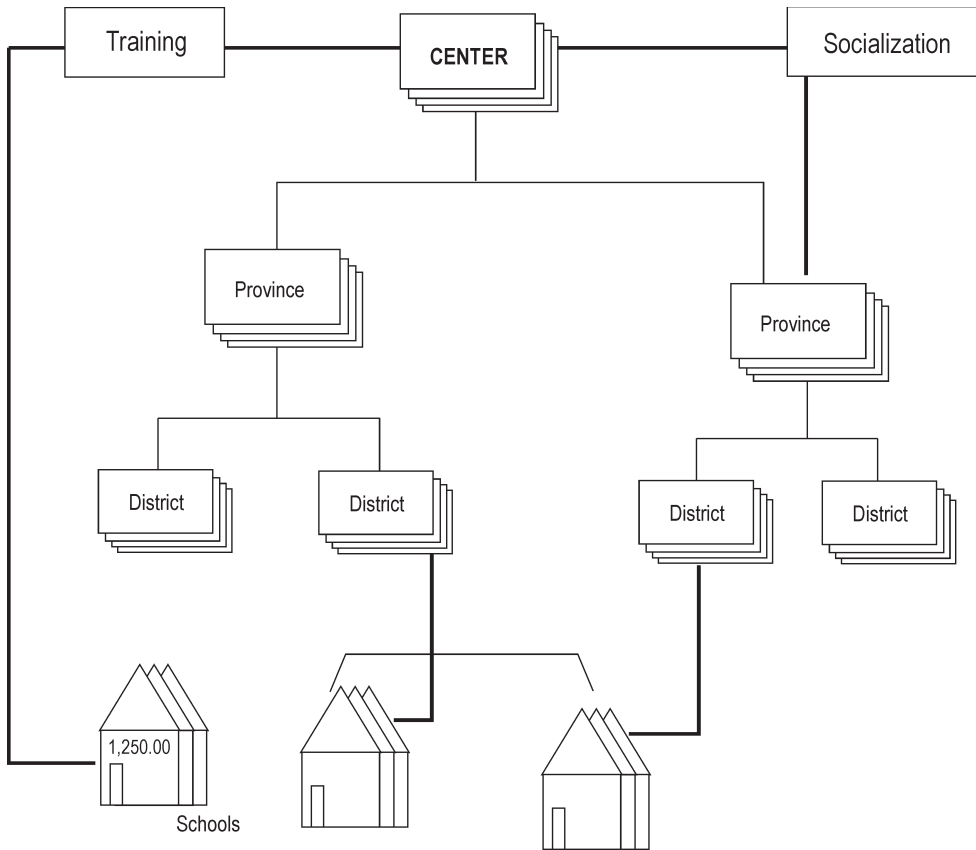 Training
CENTER
Socialization
Province
Province
District
District
District
District
1,250.00
Schools